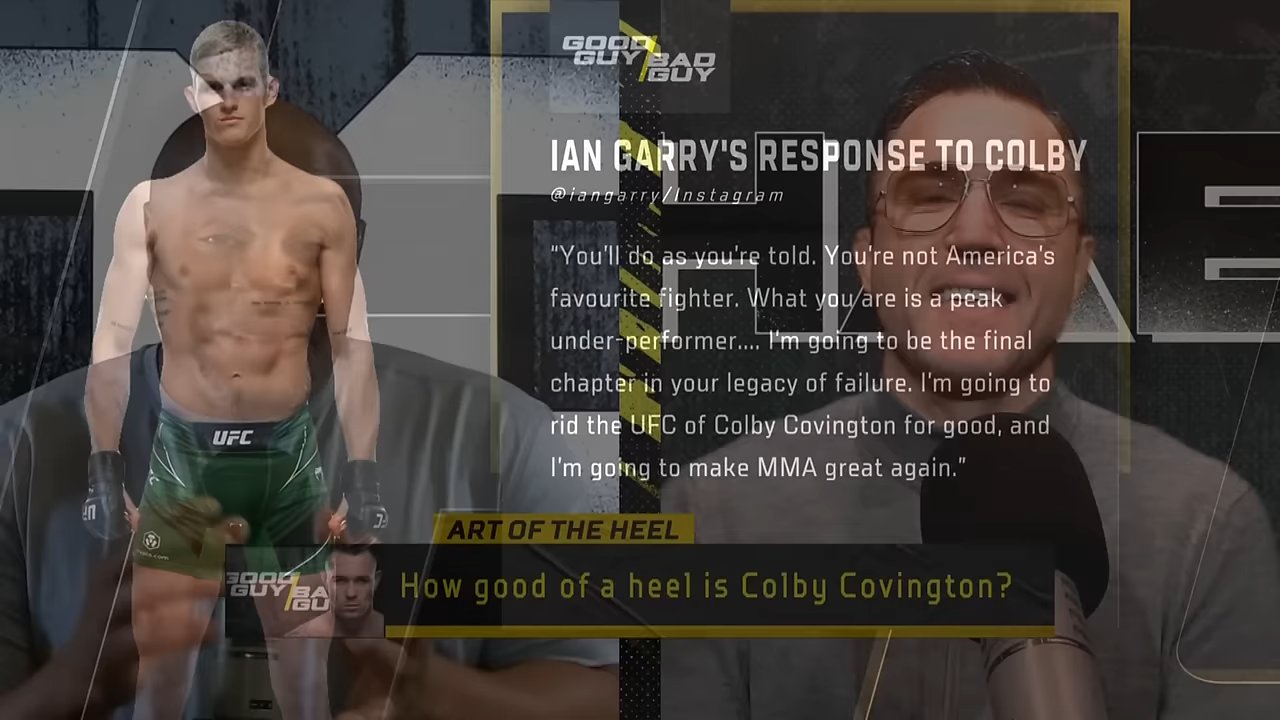 GOOD
GUY/BAD
GUY
IAN GARRY'S RESPONSE TO COLBY
@iangarry/Instagram
“You'll do as you're told. You're not America's
favourite fighter. What you are is a peak
under-performer.... I'm going to be the final
chapter in your legacy of failure. I'm going to
rid the UFC of Colby Covington for good, and
I'm going to make MMA great again.”
UFC
ART OF THE HEEL
GOOD
GUY/BA
GU
How good of a heel is Colby Covington?